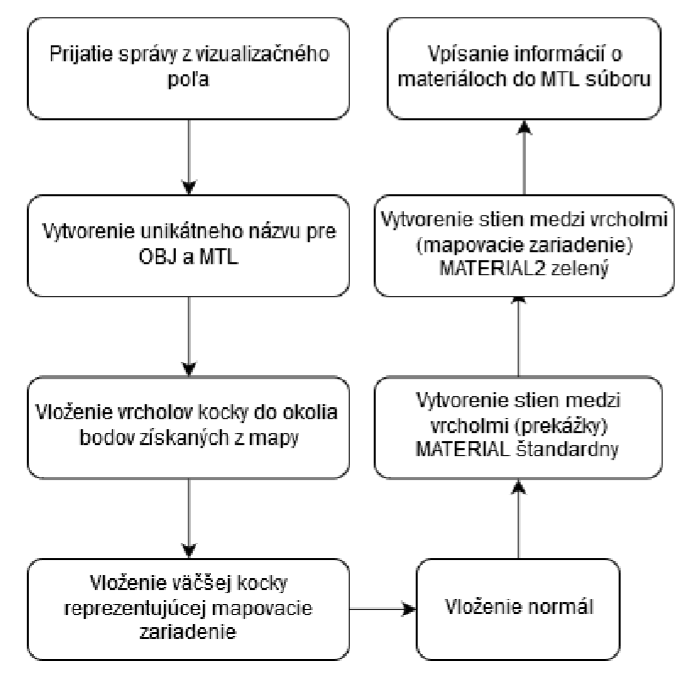 Prijatie správy z vizualizačného
poľa
Vytvorenie unikátneho názvu pre
OBJ a MTL
Vloženie vrcholov kocky do okolia
bodov získaných z mapy
Vloženie väčšej kocky
reprezentujúcej mapovacie
zariadenie
Vloženie normál
Vytvorenie stien medzi
vrcholmi (prekážky)
MATERIAL štandardny
Vytvorenie stien medzi vrcholmi
(mapovacie zariadenie)
MATERIAL2 zelený
Vpísanie informácií o
materiáloch do MTL súboru